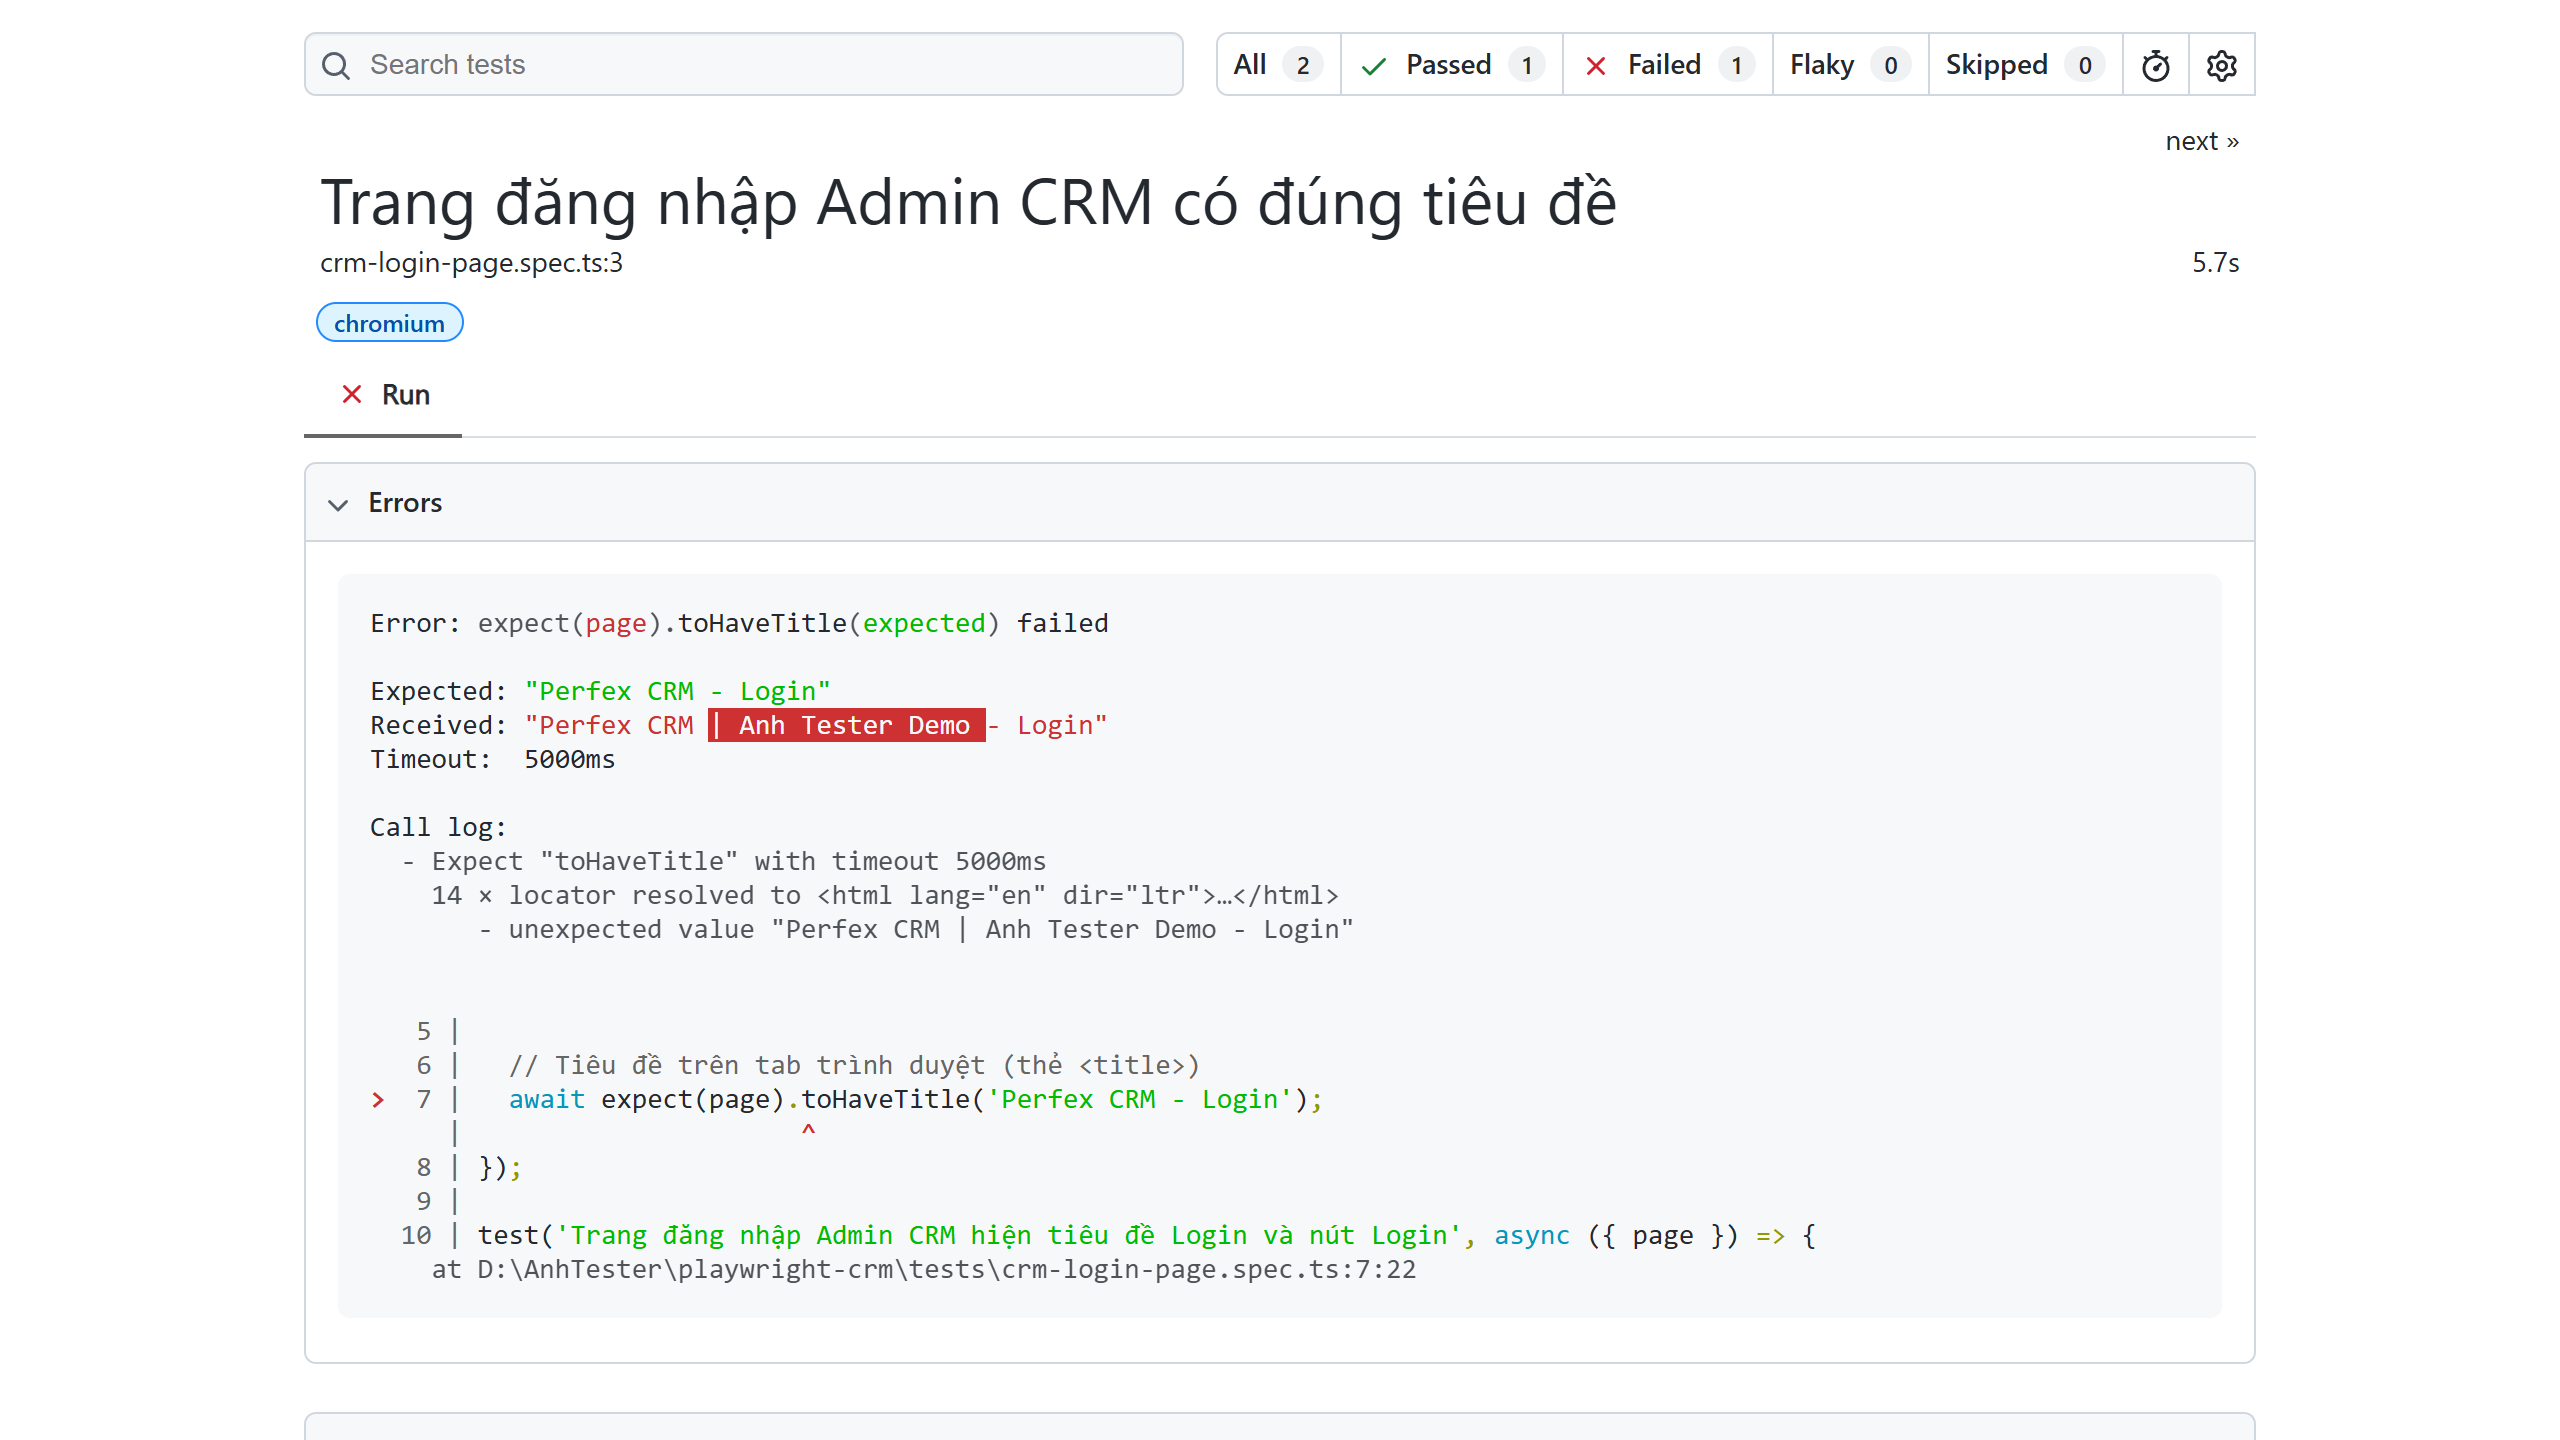 Search tests
All 2 Passed 1 Failed 1 Flaky 0 Skipped 0
next »
Trang đăng nhập Admin CRM có đúng tiêu đề
crm-login-page.spec.ts:3 5.7s
chromium
Run
Errors
Error: expect(page).toHaveTitle(expected) failed
Expected: "Perfex CRM - Login"
Received: "Perfex CRM | Anh Tester Demo - Login"
Timeout:  5000ms
Call log:
  - Expect "toHaveTitle" with timeout 5000ms
    14 × locator resolved to <html lang="en" dir="ltr">…</html>
       - unexpected value "Perfex CRM | Anh Tester Demo - Login"
   5 |
   6 |   // Tiêu đề trên tab trình duyệt (thẻ <title>)
>  7 |   await expect(page).toHaveTitle('Perfex CRM - Login');
     |                      ^
   8 | });
   9 |
  10 | test('Trang đăng nhập Admin CRM hiện tiêu đề Login và nút Login', async ({ page }) => {
    at D:\AnhTester\playwright-crm\tests\crm-login-page.spec.ts:7:22